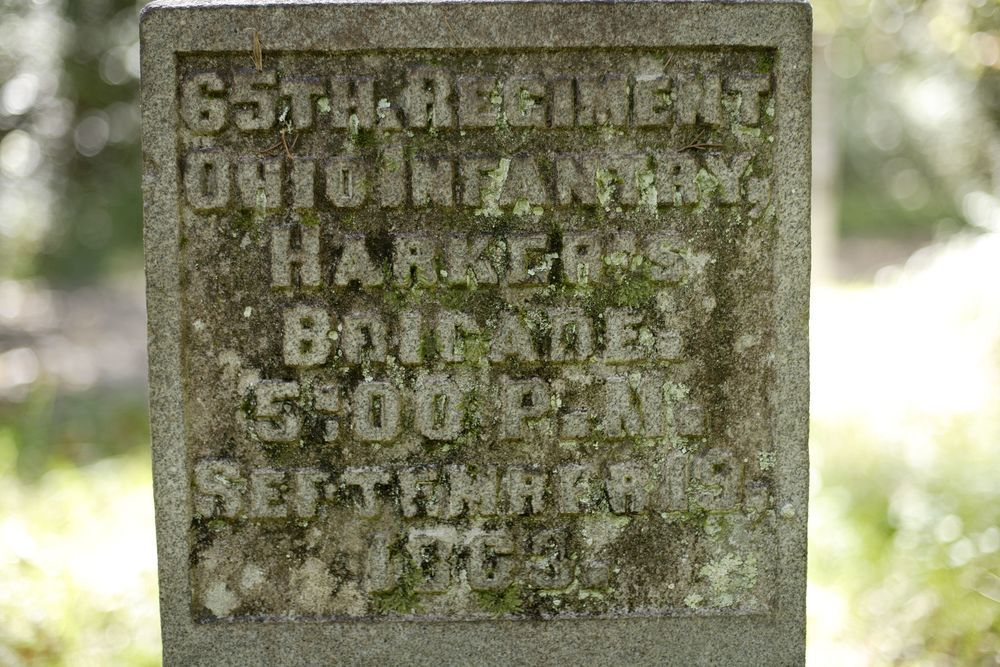 65TH. REGIMENT
OHIO INFANTRY,
HARKER'S
BRIGADE.
5:00 P.M.
SEPTEMBER 19.
1863.